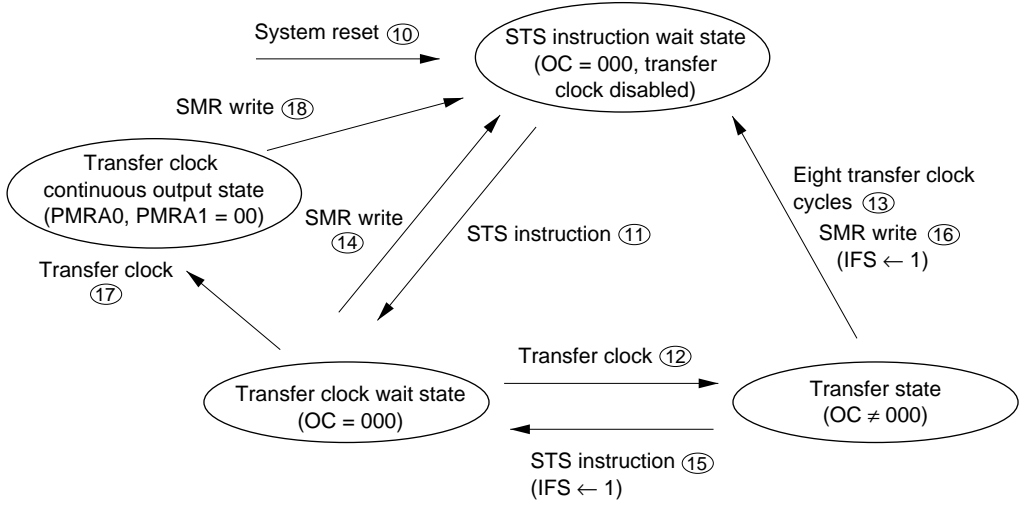 System reset ⑩
STS instruction wait state
(OC = 000, transfer
clock disabled)
SMR write ⑱
Transfer clock
continuous output state
(PMRA0, PMRA1 = 00)
SMR write
⑭
STS instruction ⑪
Eight transfer clock
cycles ⑬
SMR write ⑯
(IFS ← 1)
Transfer clock
⑰
Transfer clock wait state
(OC = 000)
Transfer clock ⑫
Transfer state
(OC ≠ 000)
STS instruction ⑮
(IFS ← 1)